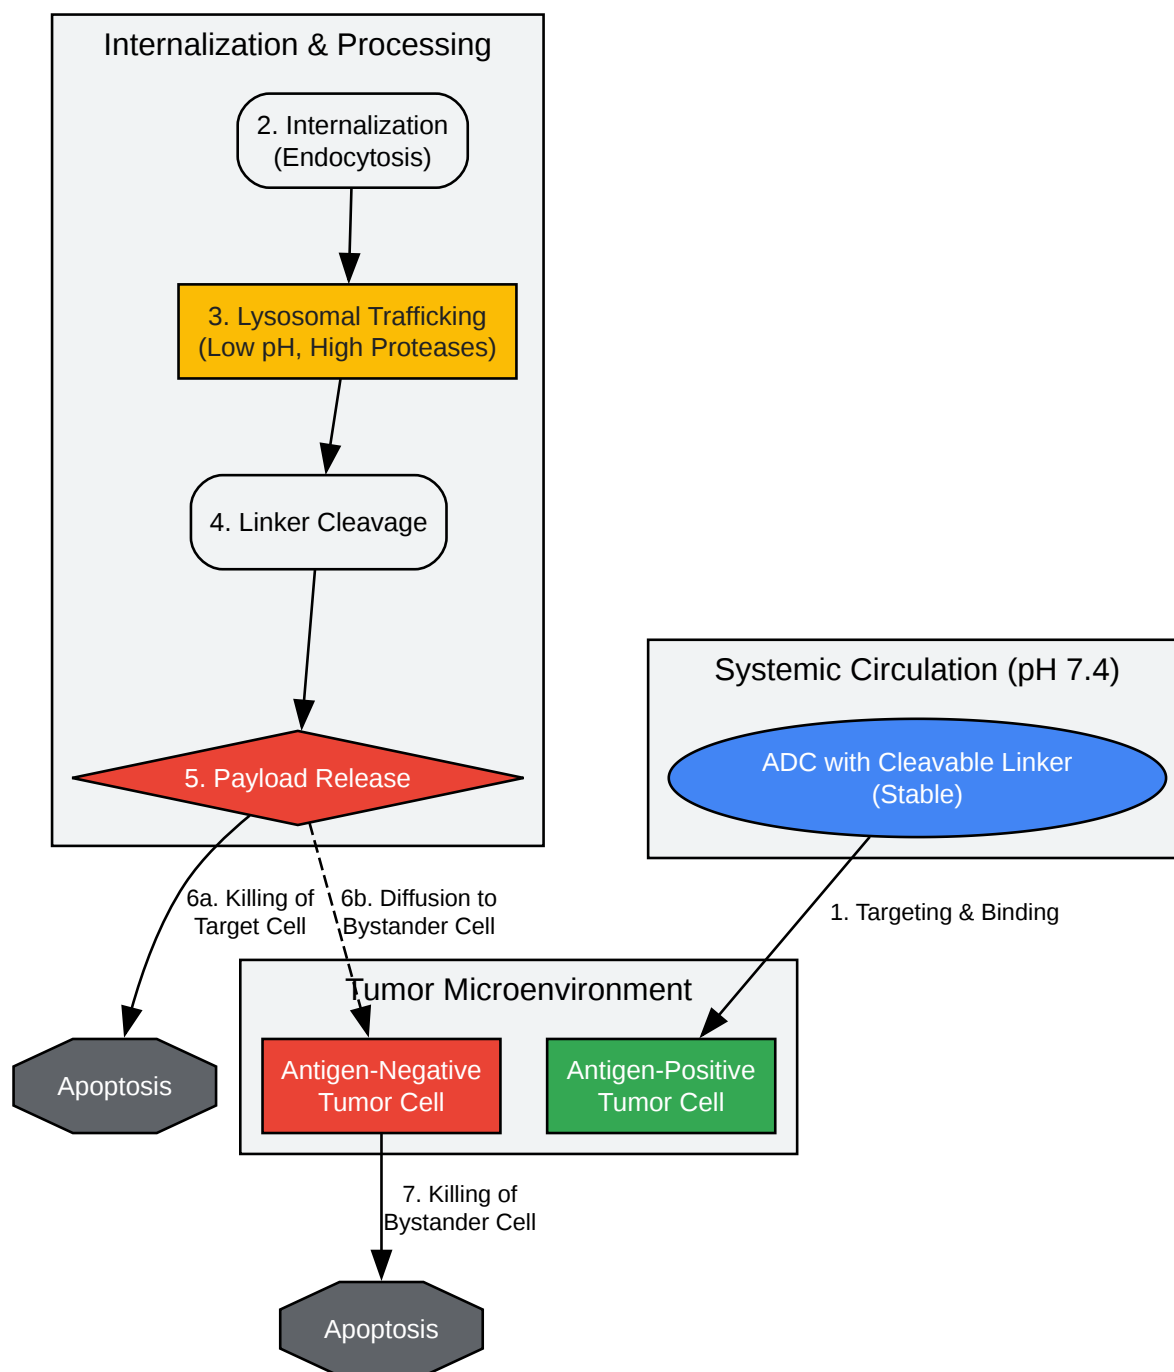 Internalization & Processing
2. Internalization
(Endocytosis)
3. Lysosomal Trafficking
(Low pH, High Proteases)
4. Linker Cleavage
5. Payload Release
Systemic Circulation (pH 7.4)
ADC with Cleavable Linker
(Stable)
6a. Killing of
Target Cell
6b. Diffusion to
Bystander Cell
1. Targeting & Binding
Tumor Microenvironment
Apoptosis
Antigen-Negative
Tumor Cell
Antigen-Positive
Tumor Cell
7. Killing of
Bystander Cell
Apoptosis